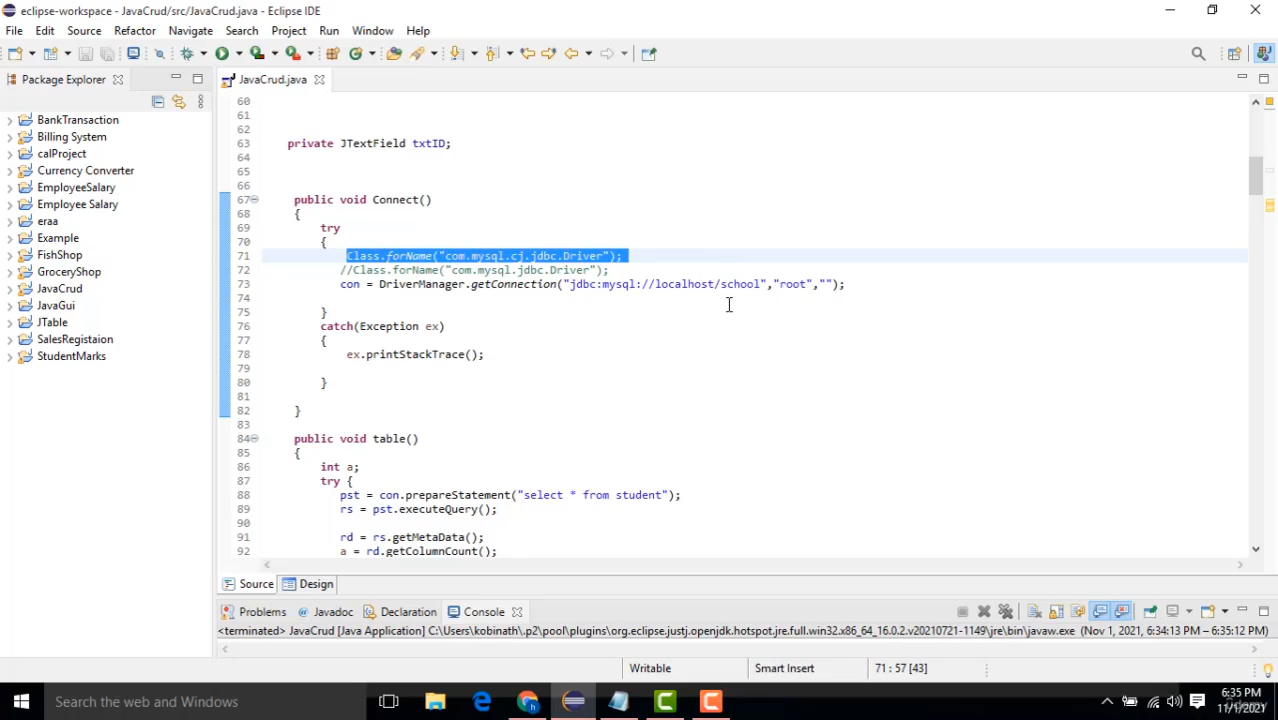 eclipse-workspace - JavaCrud/src/JavaCrud.java - Eclipse IDE
File Edit Source Refactor Navigate Search Project Run Window Help
Package Explorer
JavaCrud.java
BankTransaction
Billing System
calProject
Currency Converter
EmployeeSalary
Employee Salary
eraa
Example
FishShop
GroceryShop
JavaCrud
JavaGui
JTable
SalesRegistaion
StudentMarks
60
61
62
63 private JTextField txtID;
64
65
66
67 public void Connect()
68 {
69 try
70 {
71 Class.forName("com.mysql.cj.jdbc.Driver");
72 //Class.forName("com.mysql.jdbc.Driver");
73 con = DriverManager.getConnection("jdbc:mysql://localhost/school","root","");
74
75 }
76 catch(Exception ex)
77 {
78 ex.printStackTrace();
79
80 }
81
82 }
83
84 public void table()
85 {
86 int a;
87 try {
88 pst = con.prepareStatement("select * from student");
89 rs = pst.executeQuery();
90
91 rd = rs.getMetaData();
92 a = rd.getColumnCount();
Source Design
Problems Javadoc Declaration Console
<terminated> JavaCrud [Java Application] C:\Users\kobinath\.p2\pool\plugins\org.eclipse.justj.openjdk.hotspot.jre.full.win32.x86_64_16.0.2.v20210721-1149\jre\bin\javaw.exe (Nov 1, 2021, 6:34:13 PM – 6:35:12 PM)
Writable Smart Insert 71 : 57 [43]
Search the web and Windows
6:35 PM
11/1/2021